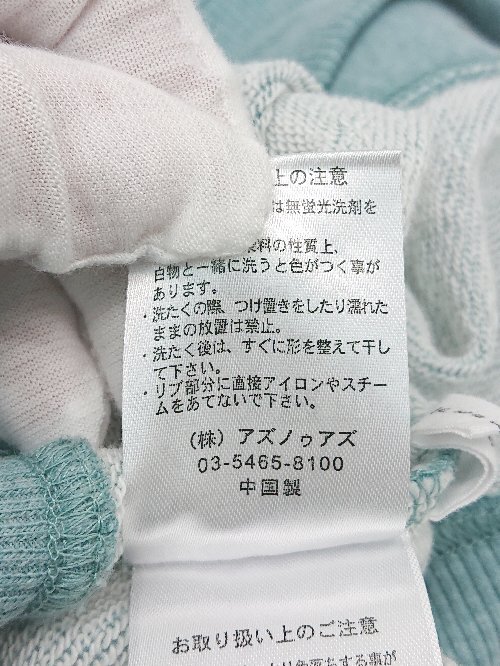 上の注意
は無蛍光洗剤を
料の性質上、
白物と一緒に洗うと色がつく事が
あります。
・洗たくの際、つけ置きをしたり濡れた
ままの放置は禁止。
・洗たく後は、すぐに形を整えて干し
て下さい。
・リブ部分に直接アイロンやスチー
ムをあてないで下さい。
（株）アズノゥアズ
03-5465-8100
中国製
お取り扱い上のご注意